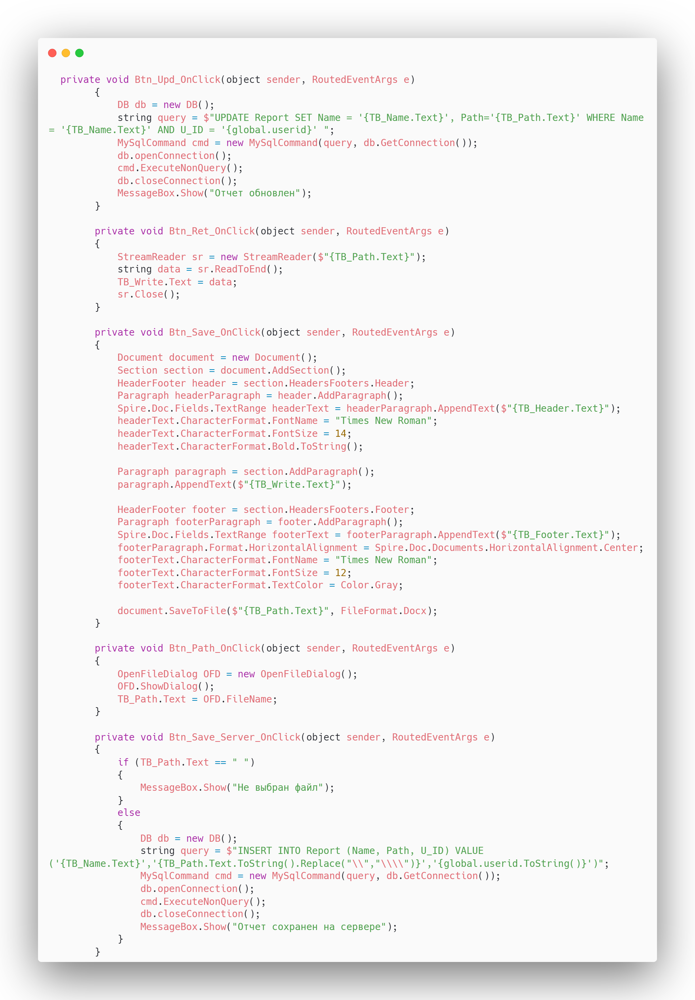 private void Btn_Upd_OnClick(object sender, RoutedEventArgs e)
{
DB db = new DB();
string query = $"UPDATE Report SET Name = '{TB_Name.Text}', Path='{TB_Path.Text}' WHERE Name
= '{TB_Name.Text}' AND U_ID = '{global.userid}' ";
MySqlCommand cmd = new MySqlCommand(query, db.GetConnection());
db.openConnection();
cmd.ExecuteNonQuery();
db.closeConnection();
MessageBox.Show("Отчет обновлен");
}
private void Btn_Ret_OnClick(object sender, RoutedEventArgs e)
{
StreamReader sr = new StreamReader($"{TB_Path.Text}");
string data = sr.ReadToEnd();
TB_Write.Text = data;
sr.Close();
}
private void Btn_Save_OnClick(object sender, RoutedEventArgs e)
{
Document document = new Document();
Section section = document.AddSection();
HeaderFooter header = section.HeadersFooters.Header;
Paragraph headerParagraph = header.AddParagraph();
Spire.Doc.Fields.TextRange headerText = headerParagraph.AppendText($"{TB_Header.Text}");
headerText.CharacterFormat.FontName = "Times New Roman";
headerText.CharacterFormat.FontSize = 14;
headerText.CharacterFormat.Bold.ToString();
Paragraph paragraph = section.AddParagraph();
paragraph.AppendText($"{TB_Write.Text}");
HeaderFooter footer = section.HeadersFooters.Footer;
Paragraph footerParagraph = footer.AddParagraph();
Spire.Doc.Fields.TextRange footerText = footerParagraph.AppendText($"{TB_Footer.Text}");
footerParagraph.Format.HorizontalAlignment = Spire.Doc.Documents.HorizontalAlignment.Center;
footerText.CharacterFormat.FontName = "Times New Roman";
footerText.CharacterFormat.FontSize = 12;
footerText.CharacterFormat.TextColor = Color.Gray;
document.SaveToFile($"{TB_Path.Text}", FileFormat.Docx);
}
private void Btn_Path_OnClick(object sender, RoutedEventArgs e)
{
OpenFileDialog OFD = new OpenFileDialog();
OFD.ShowDialog();
TB_Path.Text = OFD.FileName;
}
private void Btn_Save_Server_OnClick(object sender, RoutedEventArgs e)
{
if (TB_Path.Text == " ")
{
MessageBox.Show("Не выбран файл");
}
else
{
DB db = new DB();
string query = $"INSERT INTO Report (Name, Path, U_ID) VALUE
('{TB_Name.Text}','{TB_Path.Text.ToString().Replace("\\","\\\\")}','{global.userid.ToString()}')";
MySqlCommand cmd = new MySqlCommand(query, db.GetConnection());
db.openConnection();
cmd.ExecuteNonQuery();
db.closeConnection();
MessageBox.Show("Отчет сохранен на сервере");
}
}